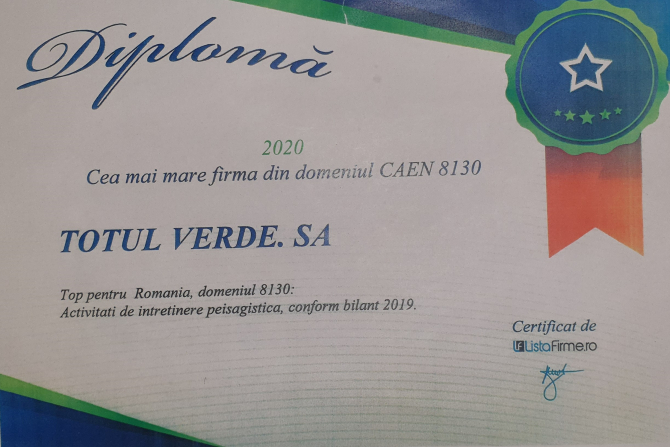 Diplomă
2020
Cea mai mare firma din domeniul CAEN 8130
TOTUL VERDE. SA
Top pentru Romania, domeniul 8130:
Activitati de intretinere peisagistica, conform bilant 2019.
Certificat de
LF ListaFirme.ro